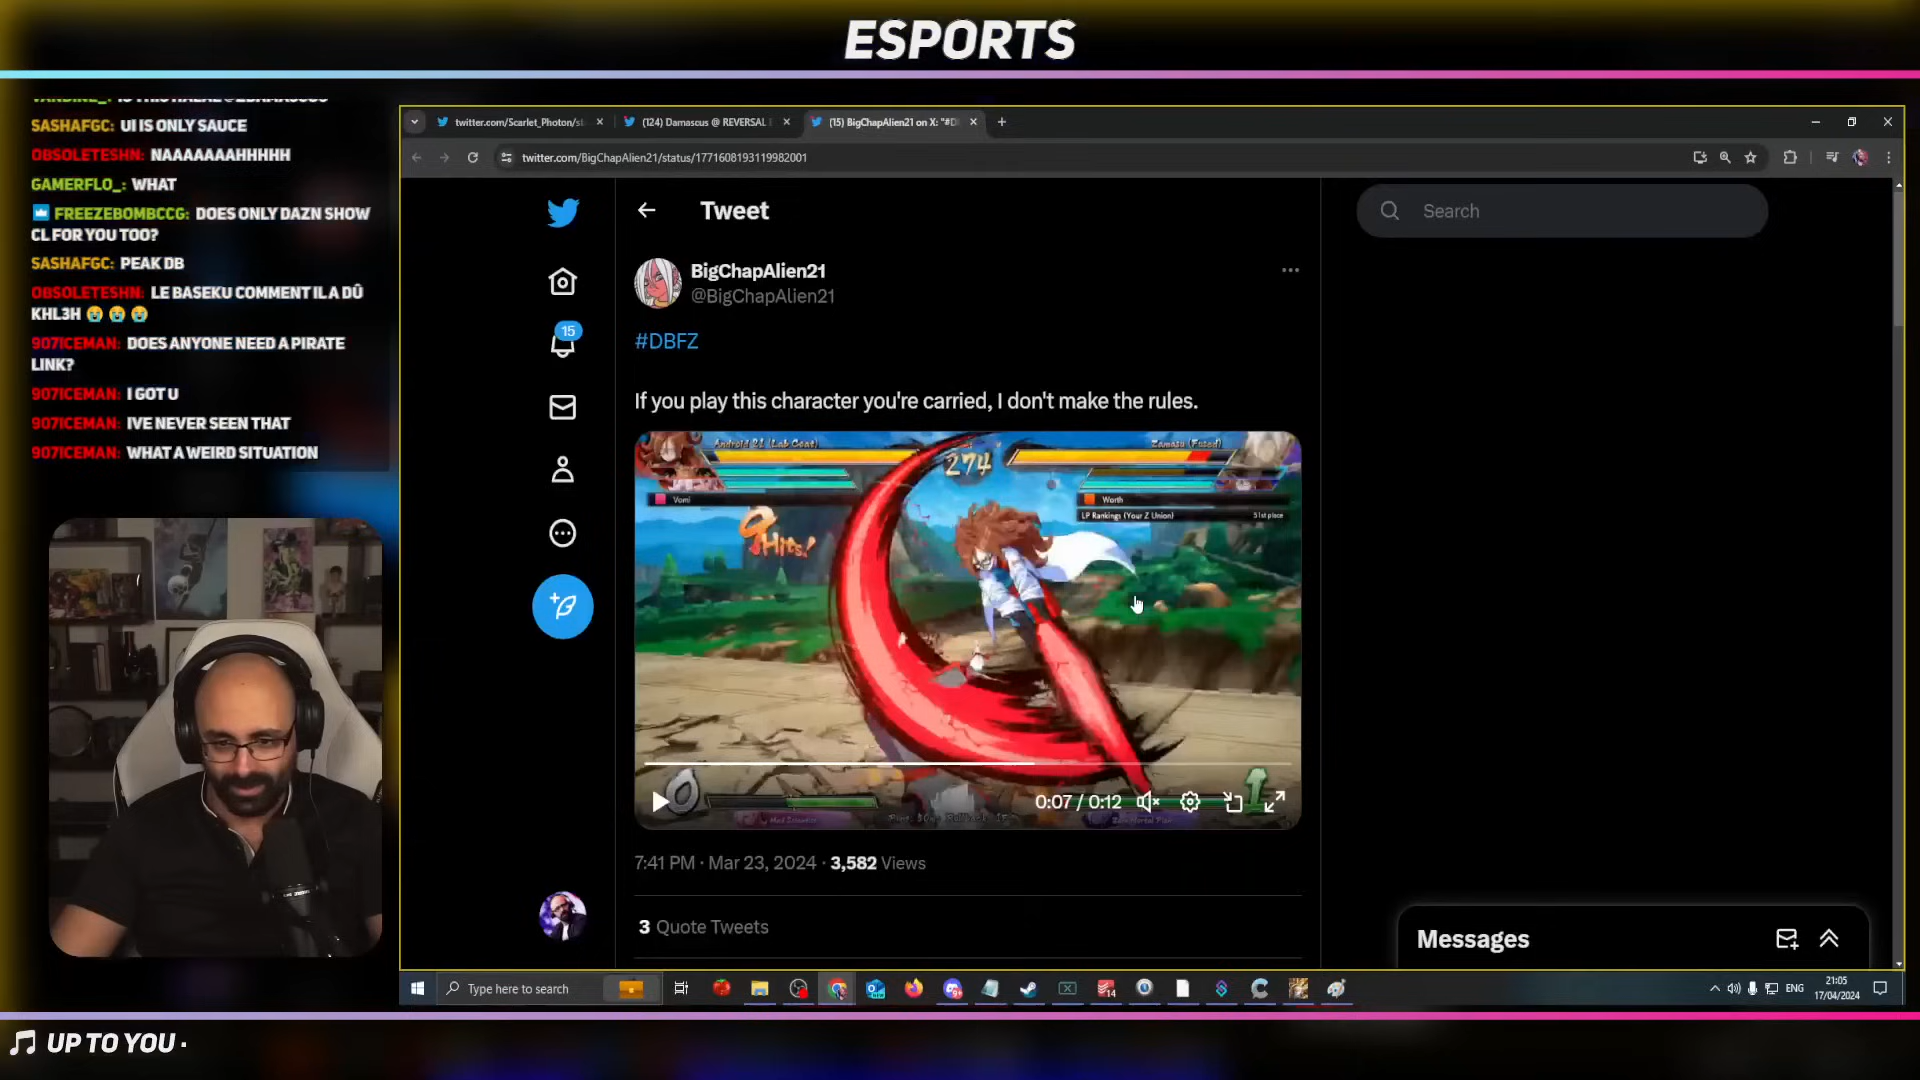 ESPORTS
SASHAFGC: UI IS ONLY SAUCE
OBSOLETESHN: NAAAAAAAHHHHH
GAMERFLO_: WHAT
FREEZEBOMBCCG: DOES ONLY DAZN SHOW
CL FOR YOU TOO?
SASHAFGC: PEAK DB
OBSOLETESHN: LE BASEKU COMMENT IL A DÛ
KHL3H 😭 😭 😭
907ICEMAN: DOES ANYONE NEED A PIRATE
LINK?
907ICEMAN: I GOT U
907ICEMAN: IVE NEVER SEEN THAT
907ICEMAN: WHAT A WEIRD SITUATION
twitter.com/Scarlet_Photon/st
(124) Damascus @ REVERSAL
(15) BigChapAlien21 on X: "#D
twitter.com/BigChapAlien21/status/1771608193119982001
Tweet
Search
BigChapAlien21
@BigChapAlien21
15
#DBFZ
If you play this character you're carried, I don't make the rules.
Android 21 (Lab Coat)
274
Zamasu (Fused)
Vomi
Worth
LP Rankings (Your Z Union) 51st place
9 Hits!
0
1
0:07 / 0:12
7:41 PM · Mar 23, 2024 · 3,582 Views
3 Quote Tweets
Messages
Type here to search
14
ENG
21:05
17/04/2024
UP TO YOU ·